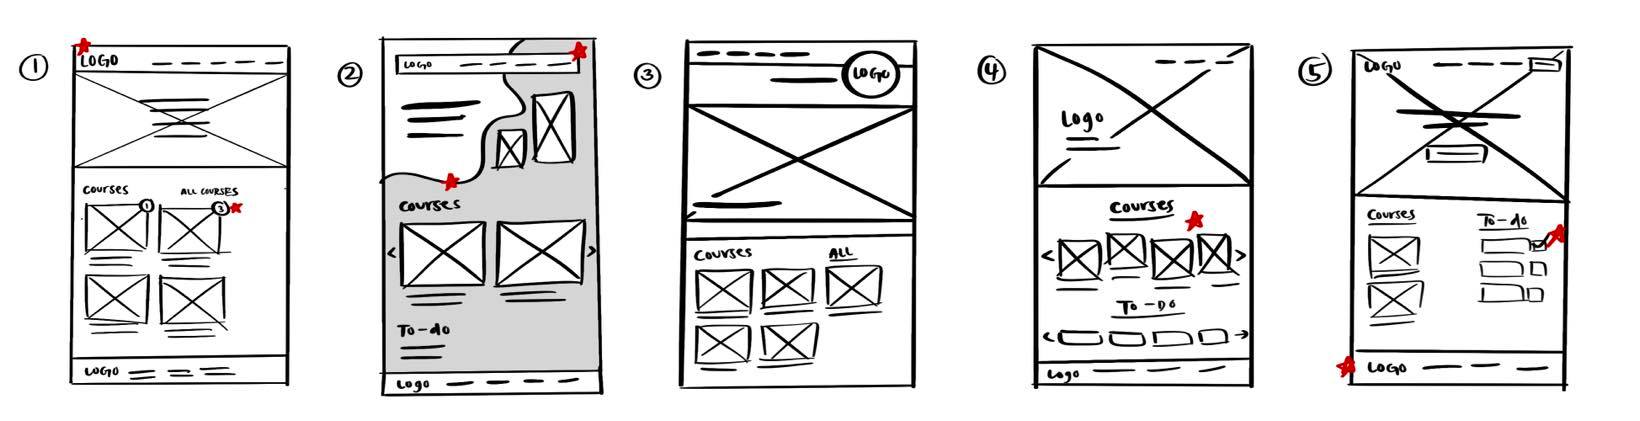 1
LOGO
Courses
ALL COURSES
1
3
LOGO
2
LOGO
Courses
To-do
Logo
3
LOGO
Courses
ALL
4
Logo
Courses
To-Do
Logo
5
LOGO
Courses
To-do
LOGO